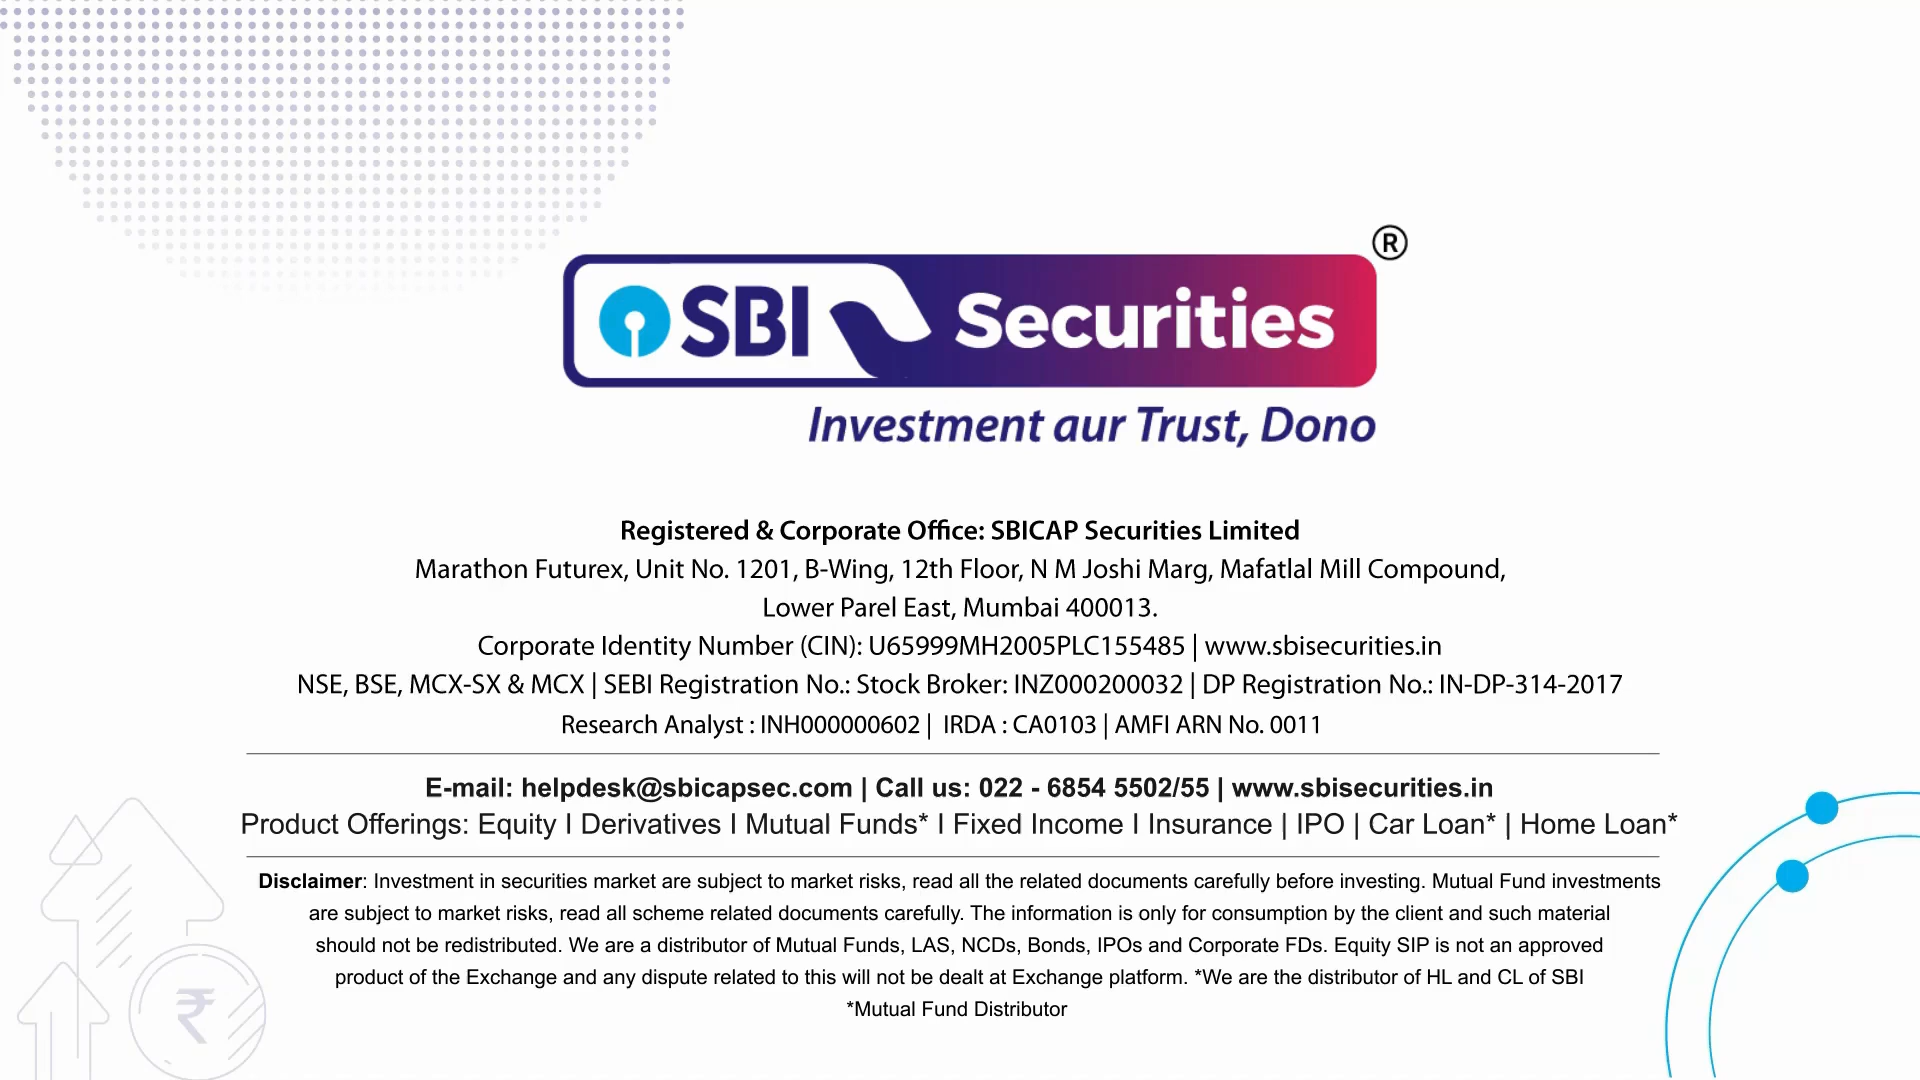 ®
SBI Securities
Investment aur Trust, Dono
Registered & Corporate Office: SBICAP Securities Limited
Marathon Futurex, Unit No. 1201, B-Wing, 12th Floor, N M Joshi Marg, Mafatlal Mill Compound,
Lower Parel East, Mumbai 400013.
Corporate Identity Number (CIN): U65999MH2005PLC155485 | www.sbisecurities.in
NSE, BSE, MCX-SX & MCX | SEBI Registration No.: Stock Broker: INZ000200032 | DP Registration No.: IN-DP-314-2017
Research Analyst : INH000000602 | IRDA : CA0103 | AMFI ARN No. 0011
E-mail: helpdesk@sbicapsec.com | Call us: 022 - 6854 5502/55 | www.sbisecurities.in
Product Offerings: Equity I Derivatives I Mutual Funds* I Fixed Income I Insurance | IPO | Car Loan* | Home Loan*
Disclaimer: Investment in securities market are subject to market risks, read all the related documents carefully before investing. Mutual Fund investments
are subject to market risks, read all scheme related documents carefully. The information is only for consumption by the client and such material
should not be redistributed. We are a distributor of Mutual Funds, LAS, NCDs, Bonds, IPOs and Corporate FDs. Equity SIP is not an approved
product of the Exchange and any dispute related to this will not be dealt at Exchange platform. *We are the distributor of HL and CL of SBI
*Mutual Fund Distributor
₹